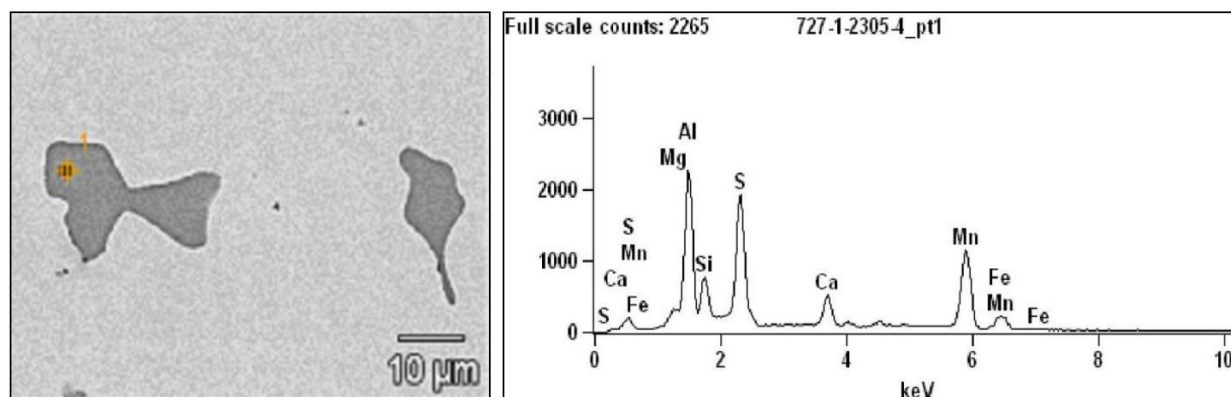 1
10 µm
Full scale counts: 2265
727-1-2305-4_pt1
3000
2000
1000
0
Al
Mg
S
S
Mn
Ca
Fe
S
Si
Ca
Mn
Fe
Mn
Fe
0
2
4
6
8
10
keV